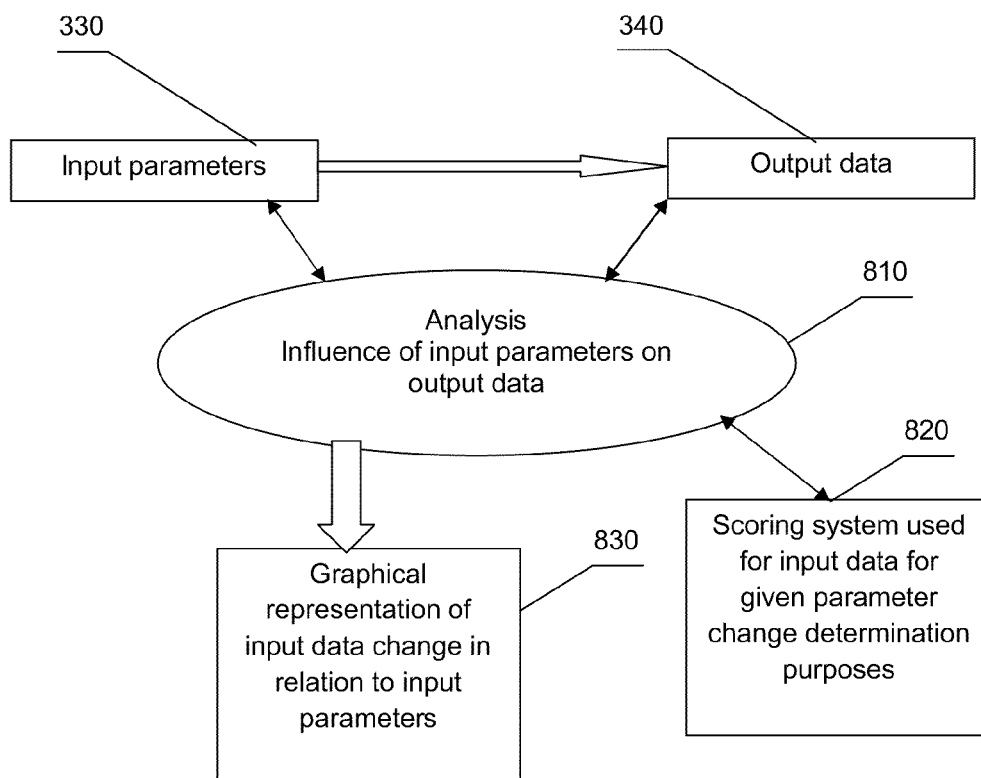 330
340
Input parameters
Output data
810
Analysis
Influence of input parameters on
output data
820
Scoring system used
for input data for
given parameter
change determination
purposes
830
Graphical
representation of
input data change in
relation to input
parameters